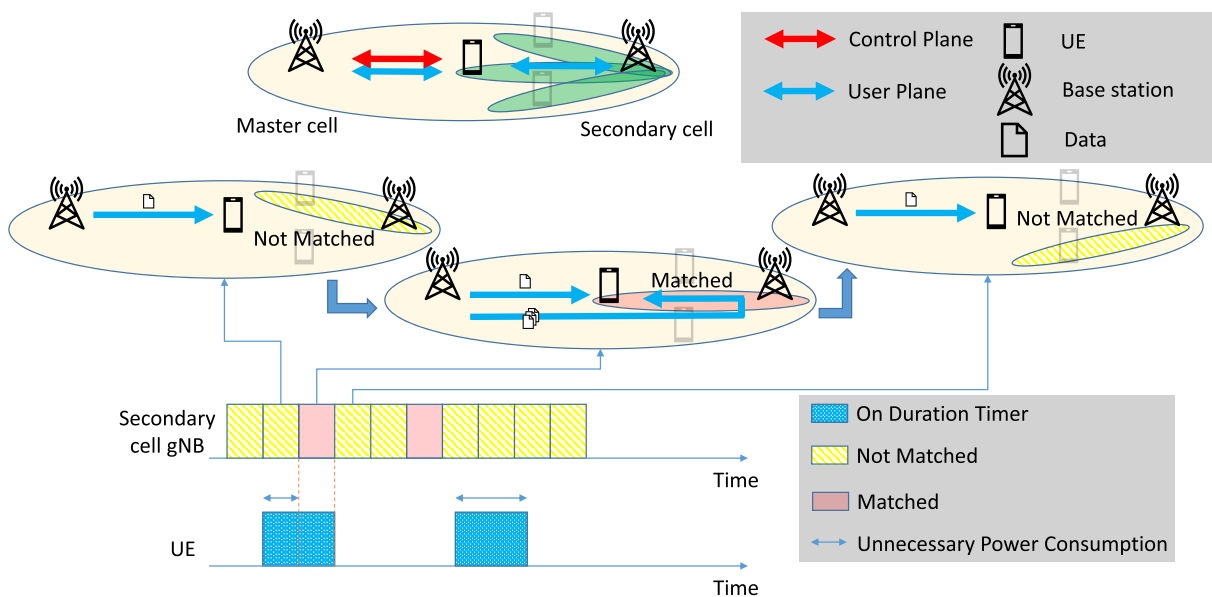 Control Plane
UE
User Plane
Base station
Data
Master cell
Secondary cell
Not Matched
Matched
Not Matched
Secondary
cell gNB
Time
UE
Time
On Duration Timer
Not Matched
Matched
Unnecessary Power Consumption